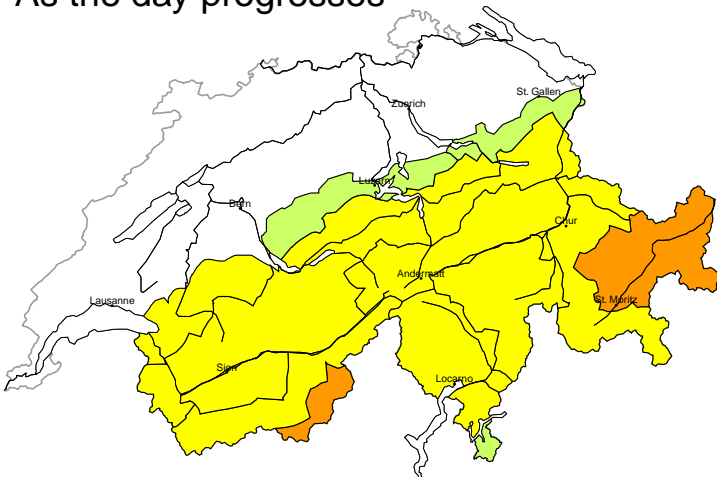 As the day progresses
St. Gallen
Zuerich
Luzern
Bern
Chur
Andermatt
Lausanne
St. Moritz
Sion
Locarno